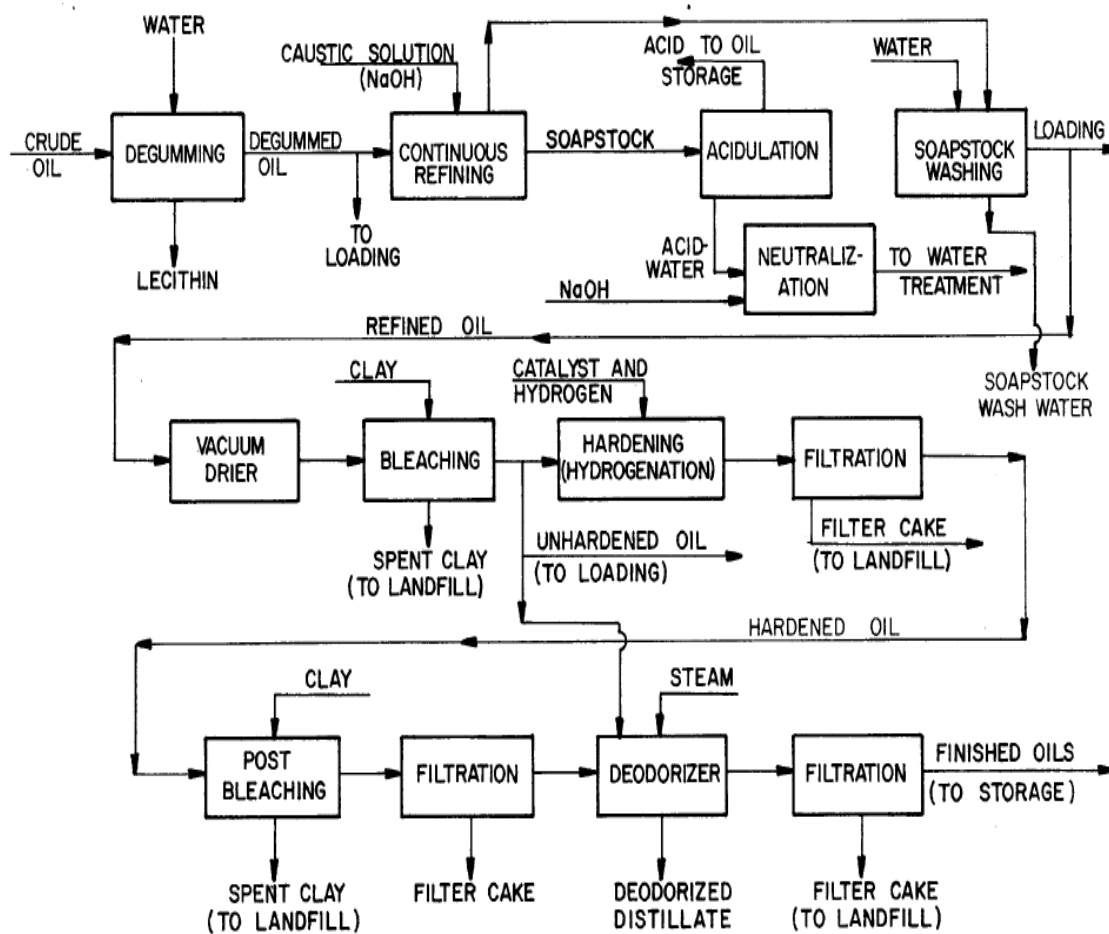 WATER
CAUSTIC SOLUTION
(NaOH)
ACID TO OIL
STORAGE
WATER
CRUDE
OIL
DEGUMMING
DEGUMMED
OIL
CONTINUOUS
REFINING
SOAPSTOCK
ACIDULATION
SOAPSTOCK
WASHING
LOADING
TO
LOADING
LECITHIN
ACID-
WATER
NEUTRALIZ-
ATION
TO WATER
TREATMENT
NaOH
REFINED OIL
SOAPSTOCK
WASH WATER
CLAY
CATALYST AND
HYDROGEN
VACUUM
DRIER
BLEACHING
HARDENING
(HYDROGENATION)
FILTRATION
SPENT CLAY
(TO LANDFILL)
UNHARDENED OIL
(TO LOADING)
FILTER CAKE
(TO LANDFILL)
HARDENED OIL
CLAY
STEAM
POST
BLEACHING
FILTRATION
DEODORIZER
FILTRATION
FINISHED OILS
(TO STORAGE)
SPENT CLAY
(TO LANDFILL)
FILTER CAKE
DEODORIZED
DISTILLATE
FILTER CAKE
(TO LANDFILL)